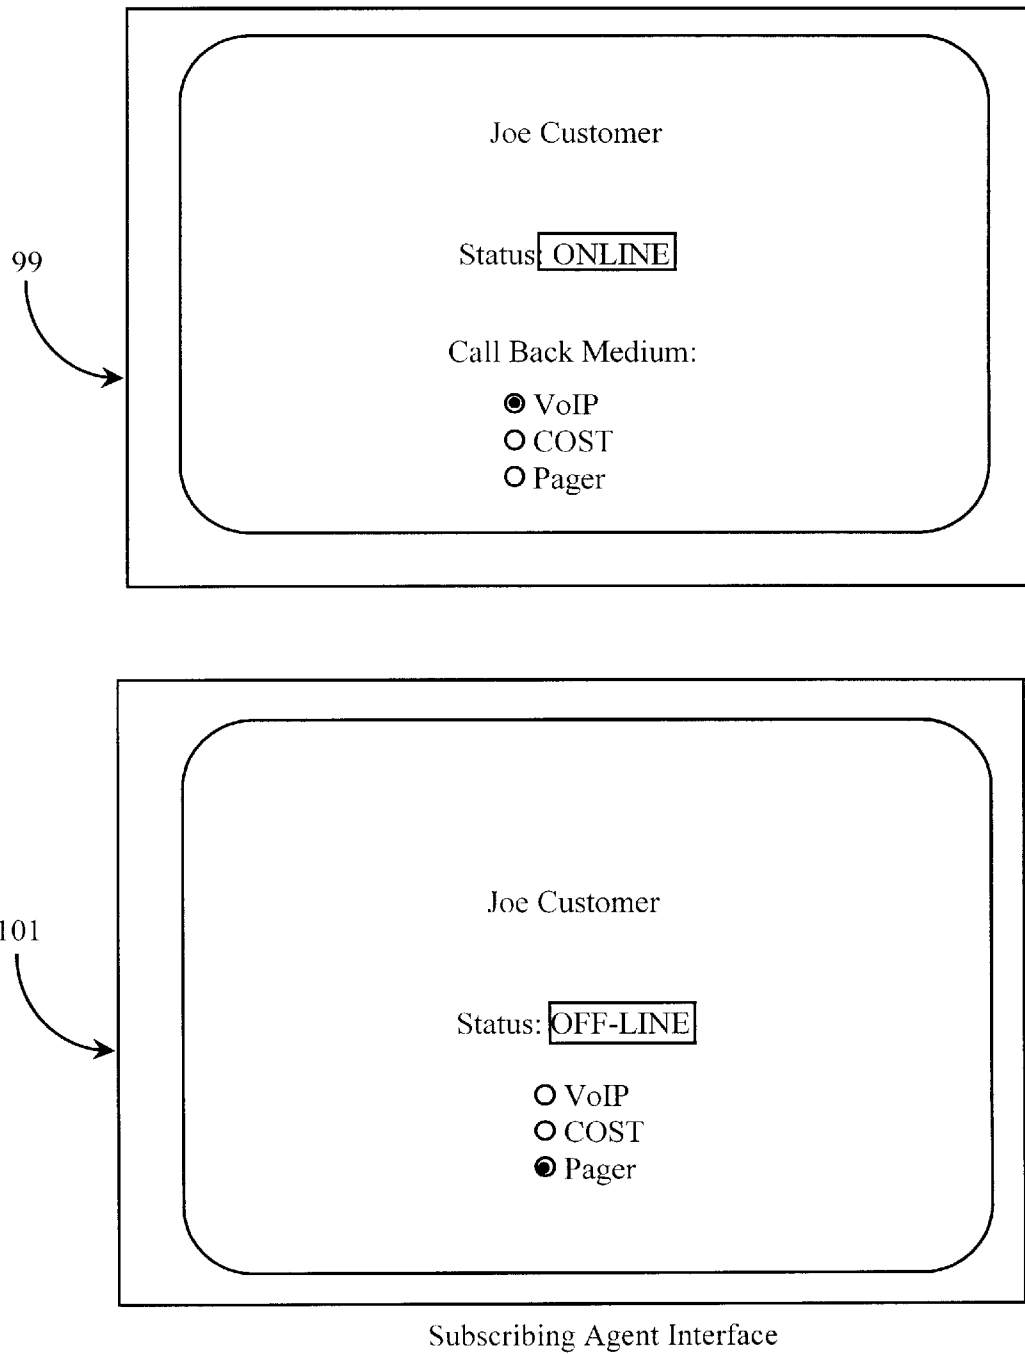 Joe Customer
Status: ONLINE
99
Call Back Medium:
VoIP
COST
Pager
Joe Customer
101
Status: OFF-LINE
VoIP
COST
Pager
Subscribing Agent Interface